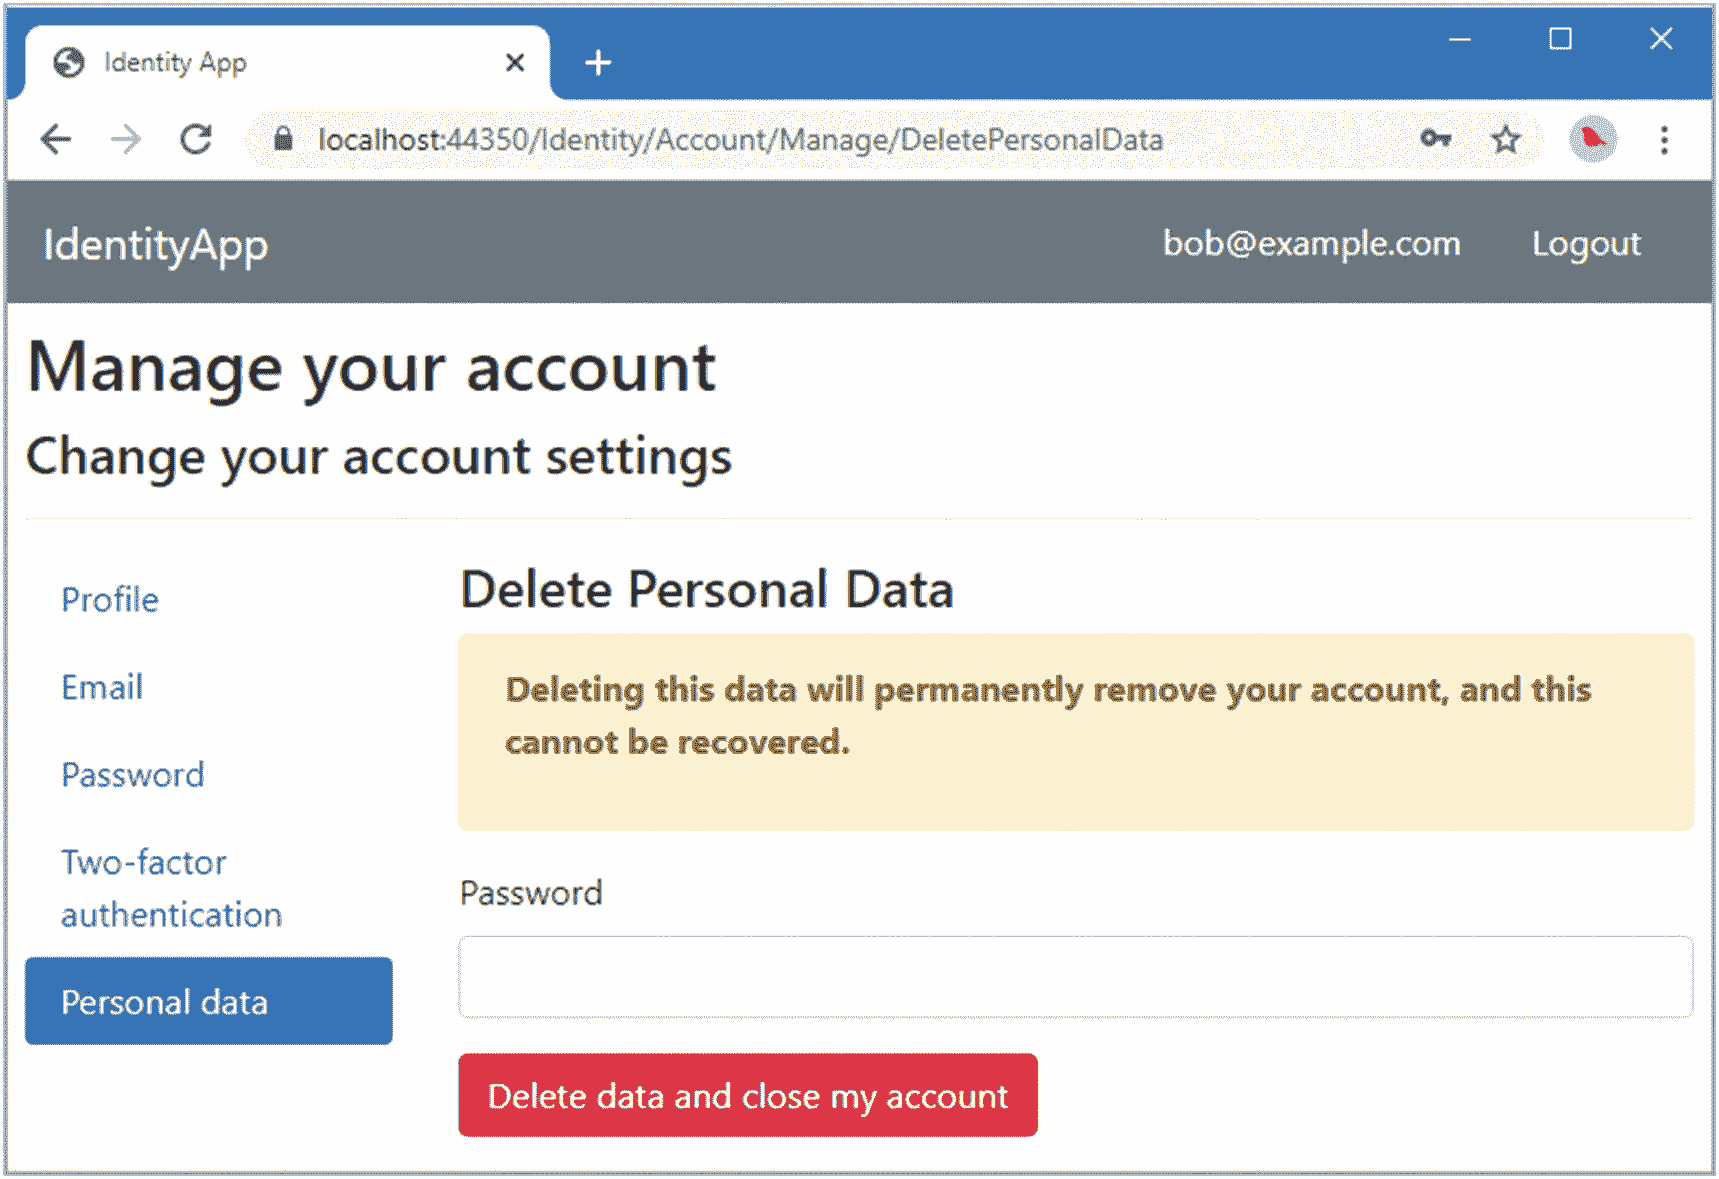 Identity App
localhost:44350/Identity/Account/Manage/DeletePersonalData
IdentityApp
bob@example.com
Logout
Manage your account
Change your account settings
Profile
Email
Password
Two-factor
authentication
Personal data
Delete Personal Data
Deleting this data will permanently remove your account, and this
cannot be recovered.
Password
Delete data and close my account